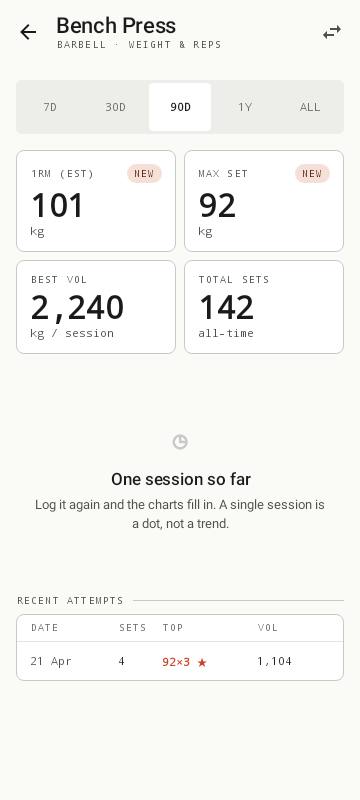 Bench Press
BARBELL · WEIGHT & REPS
7D 30D 90D 1Y ALL
1RM (EST) NEW
101
kg
MAX SET NEW
92
kg
BEST VOL
2,240
kg / session
TOTAL SETS
142
all-time
One session so far
Log it again and the charts fill in. A single session is
a dot, not a trend.
RECENT ATTEMPTS
DATE SETS TOP VOL
21 Apr 4 92×3 ★ 1,104